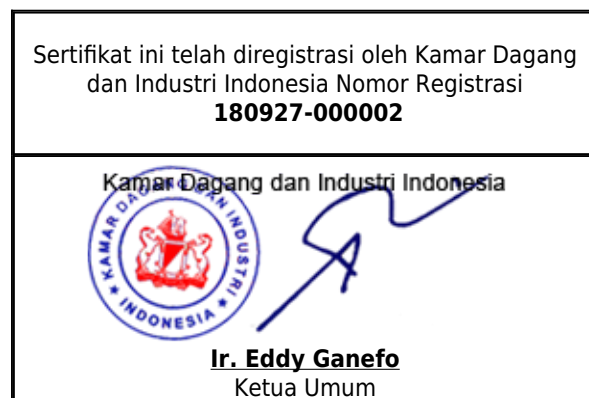 Sertifikat ini telah diregistrasi oleh Kamar Dagang
dan Industri Indonesia Nomor Registrasi
180927-000002
Kamar Dagang dan Industri Indonesia
KAMAR DAGANG DAN INDUSTRI
INDONESIA
Ir. Eddy Ganefo
Ketua Umum